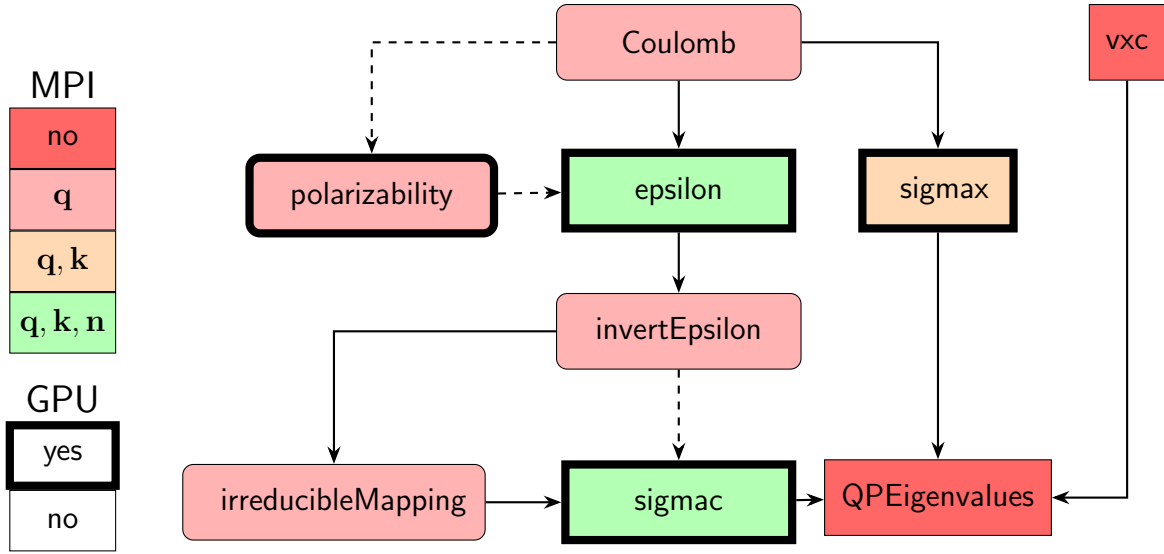 Coulomb
vxc
MPI
no
q
q, k
q, k, n
polarizability
epsilon
sigmax
invertEpsilon
GPU
yes
no
irreducibleMapping
sigmac
QPEigenvalues